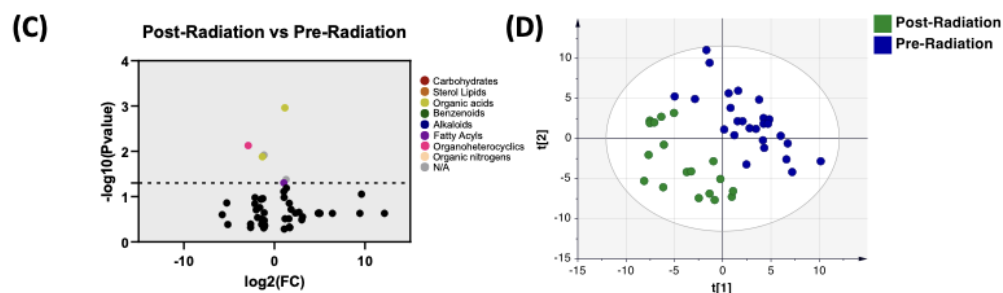 (C)
Post-Radiation vs Pre-Radiation
4
3
2
1
0
-10
0
10
-log10(Pvalue)
log2(FC)
Carbohydrates
Sterol Lipids
Organic acids
Benzenoids
Alkaloids
Fatty Acyls
Organoheterocyclics
Organic nitrogens
N/A
(D)
Post-Radiation
Pre-Radiation
10
5
0
-5
-10
-15
-15
-10
-5
0
5
10
15
t[2]
t[1]